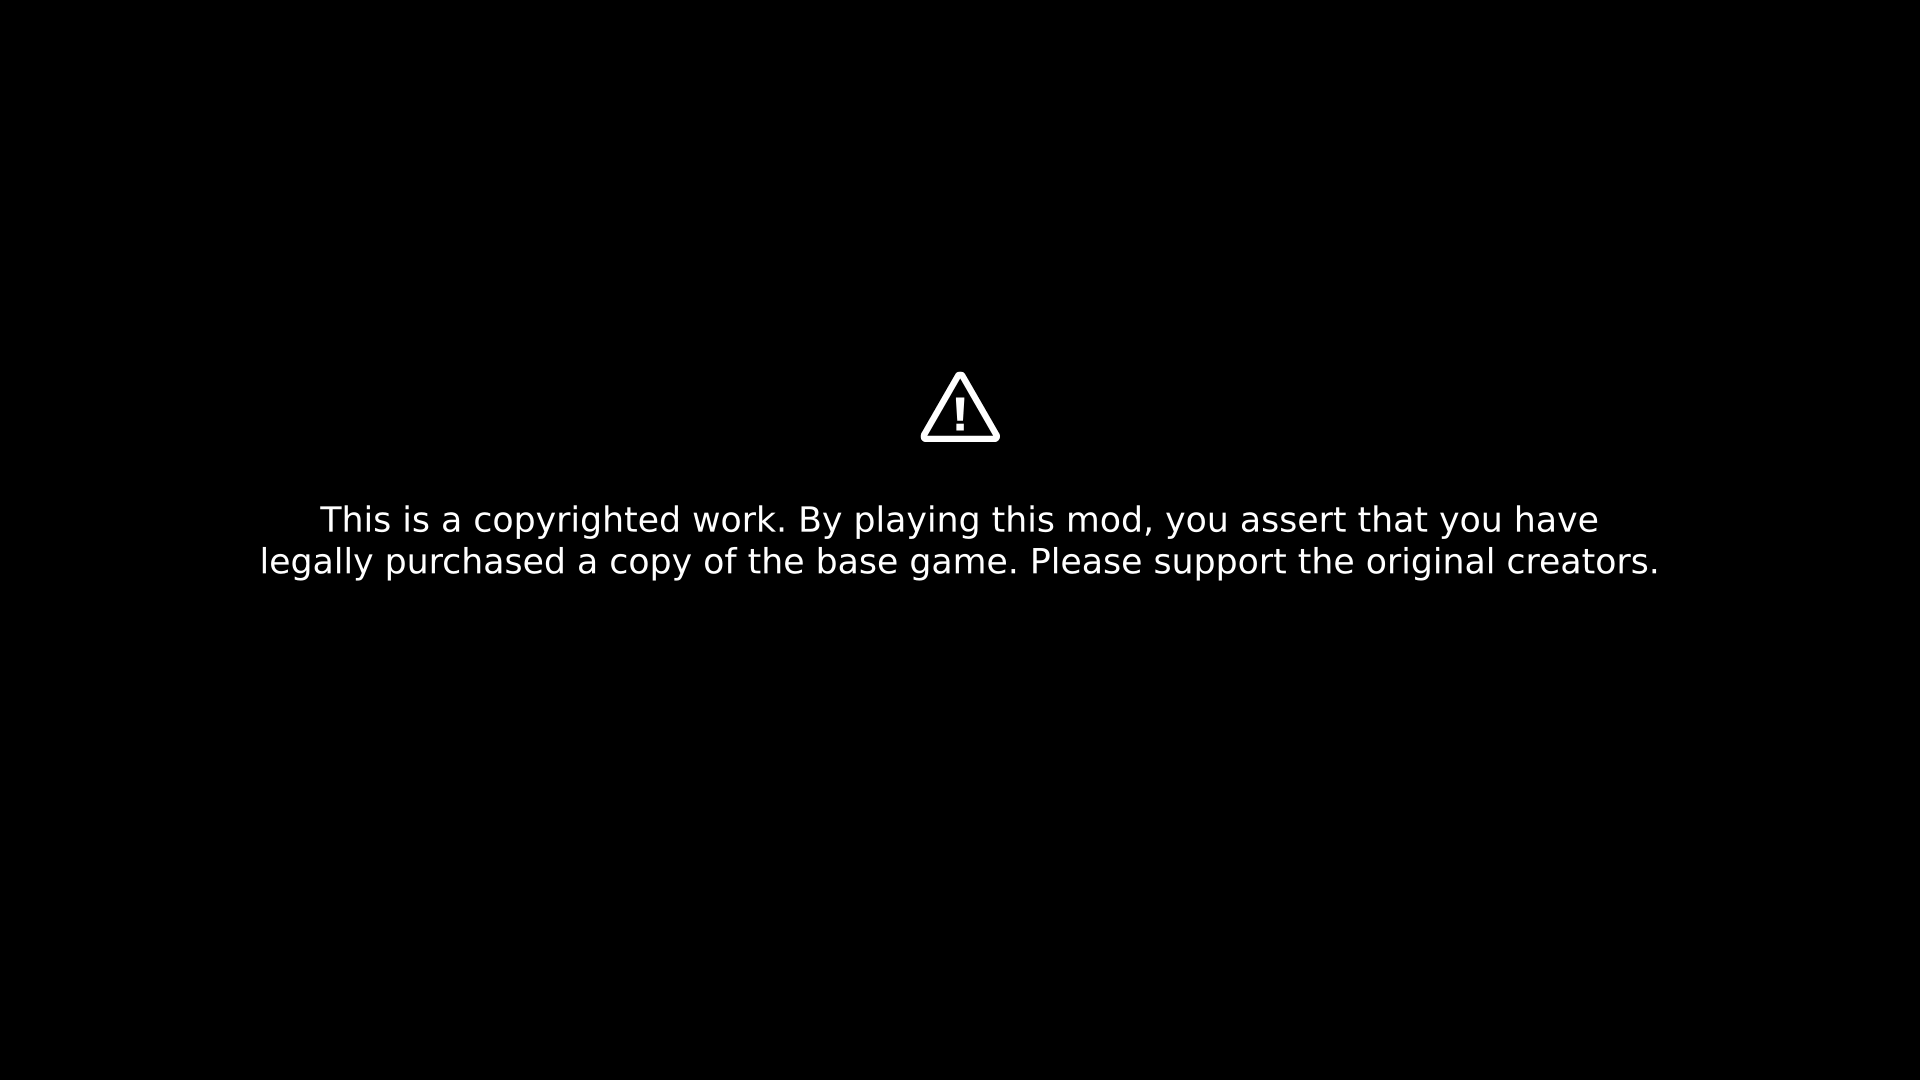 This is a copyrighted work. By playing this mod, you assert that you have
legally purchased a copy of the base game. Please support the original creators.